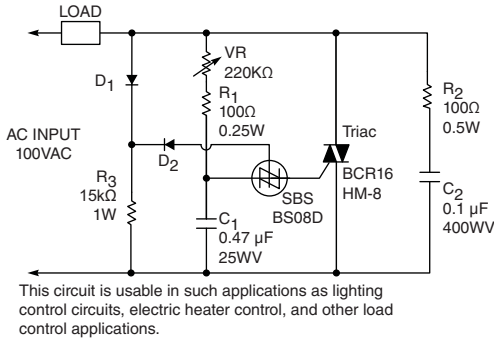 LOAD
D1
VR
220KΩ
R1
100Ω
0.25W
R2
100Ω
0.5W
AC INPUT
100VAC
D2
Triac
BCR16
HM-8
R3
15kΩ
1W
SBS
BS08D
C1
0.47 µF
25WV
C2
0.1 µF
400WV
This circuit is usable in such applications as lighting
control circuits, electric heater control, and other load
control applications.